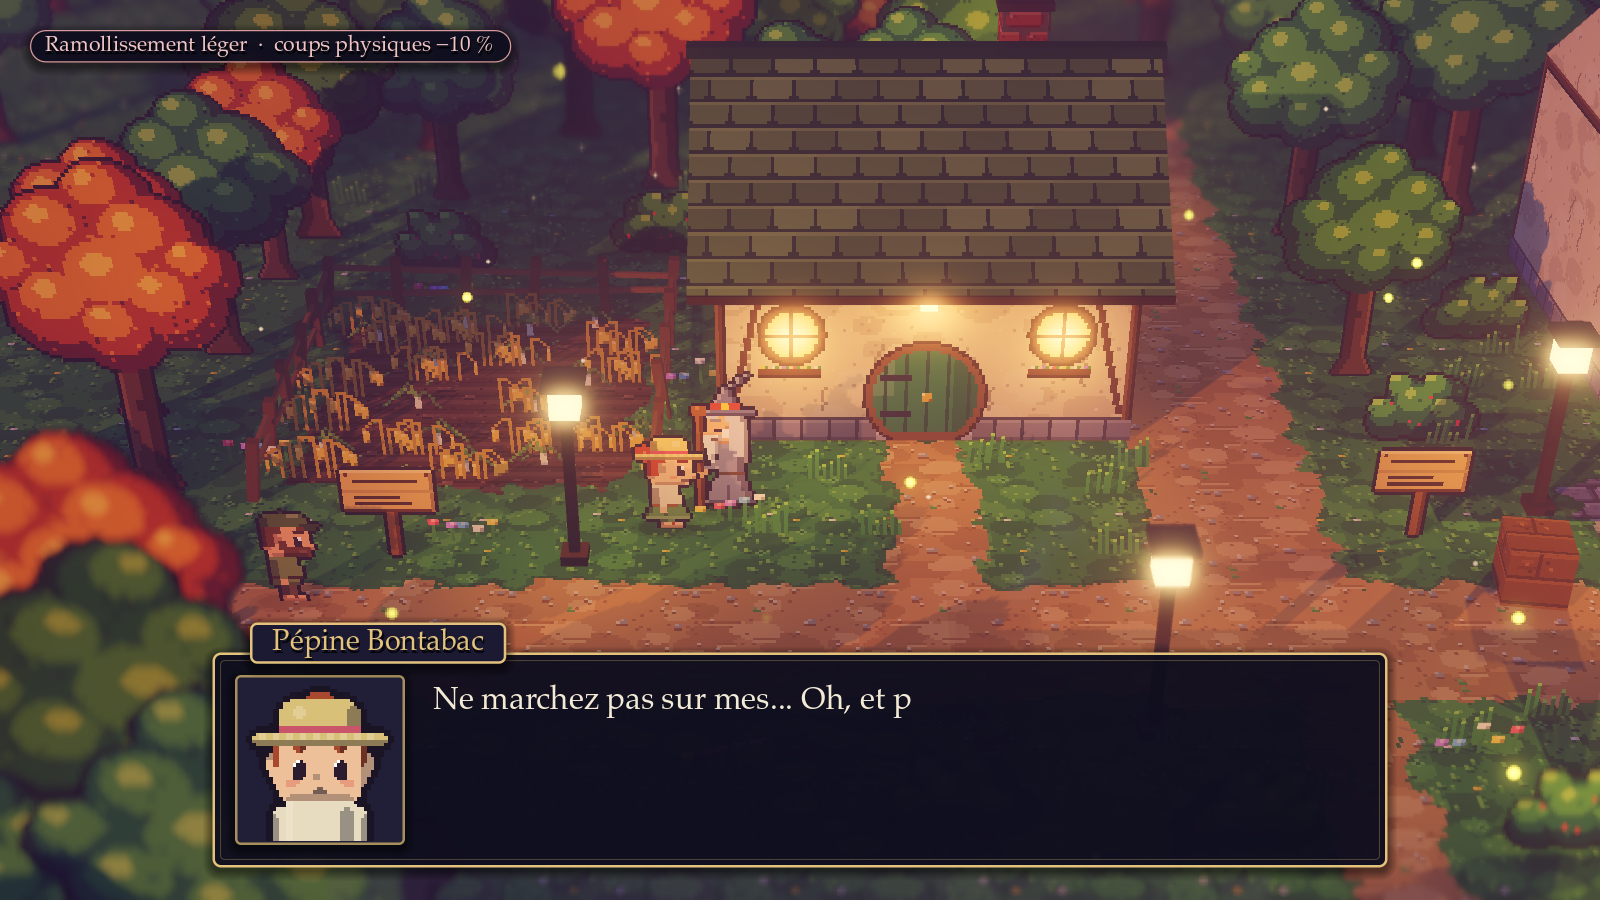 Ramollissement léger · coups physiques −10 %
Pépine Bontabac
Ne marchez pas sur mes... Oh, et p